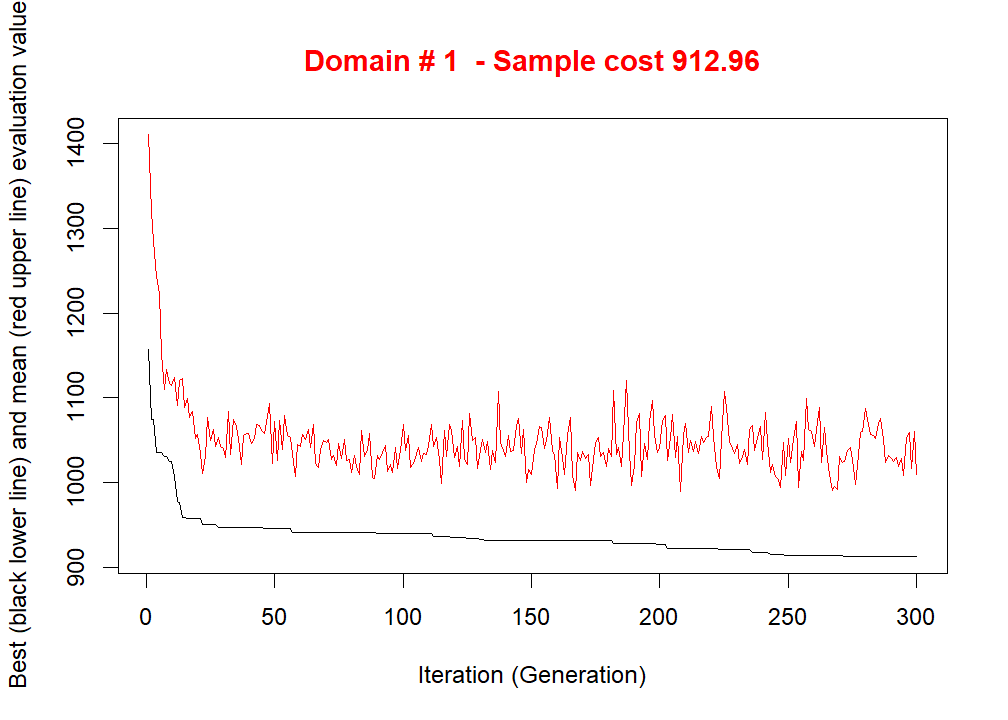 Domain # 1  - Sample cost 912.96
Best (black lower line) and mean (red upper line) evaluation value
1400
1300
1200
1100
1000
900
0 50 100 150 200 250 300
Iteration (Generation)